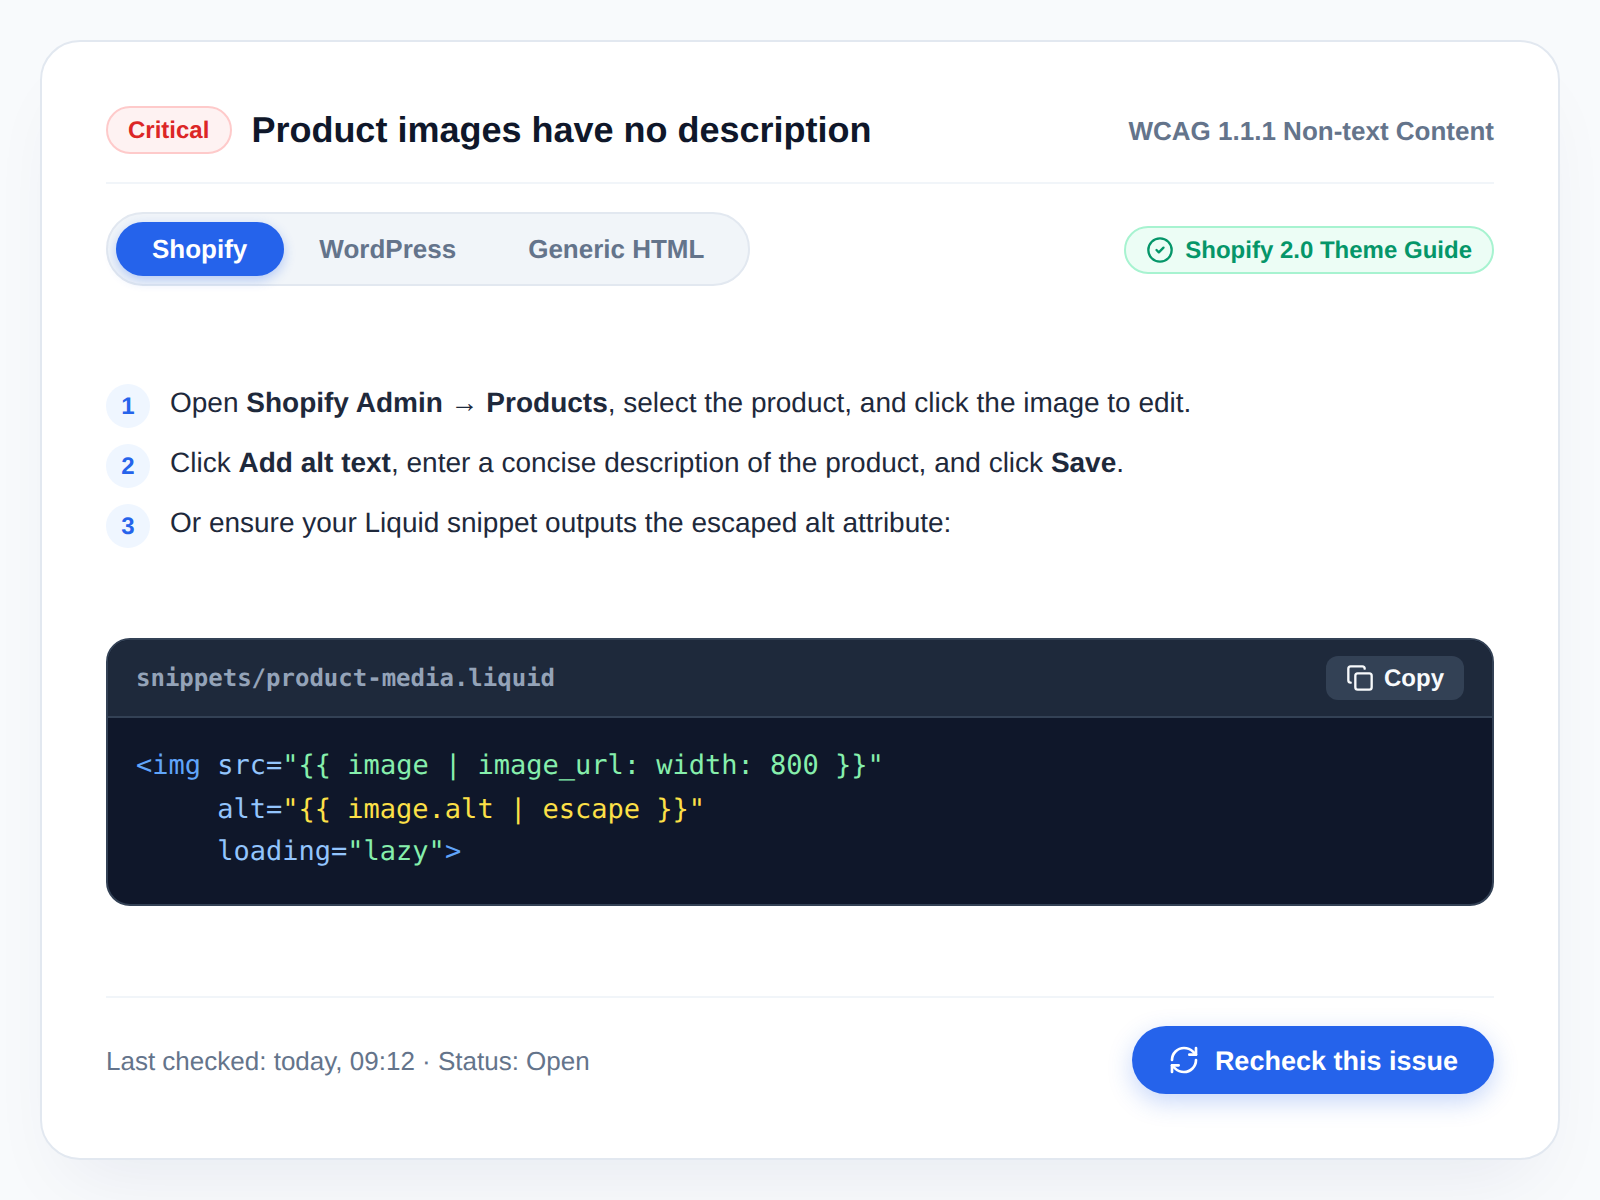 Critical Product images have no description WCAG 1.1.1 Non-text Content
Shopify WordPress Generic HTML Shopify 2.0 Theme Guide
1 Open Shopify Admin → Products, select the product, and click the image to edit.
2 Click Add alt text, enter a concise description of the product, and click Save.
3 Or ensure your Liquid snippet outputs the escaped alt attribute:
snippets/product-media.liquid Copy
<img src="{{ image | image_url: width: 800 }}"
     alt="{{ image.alt | escape }}"
     loading="lazy">
Last checked: today, 09:12 · Status: Open Recheck this issue